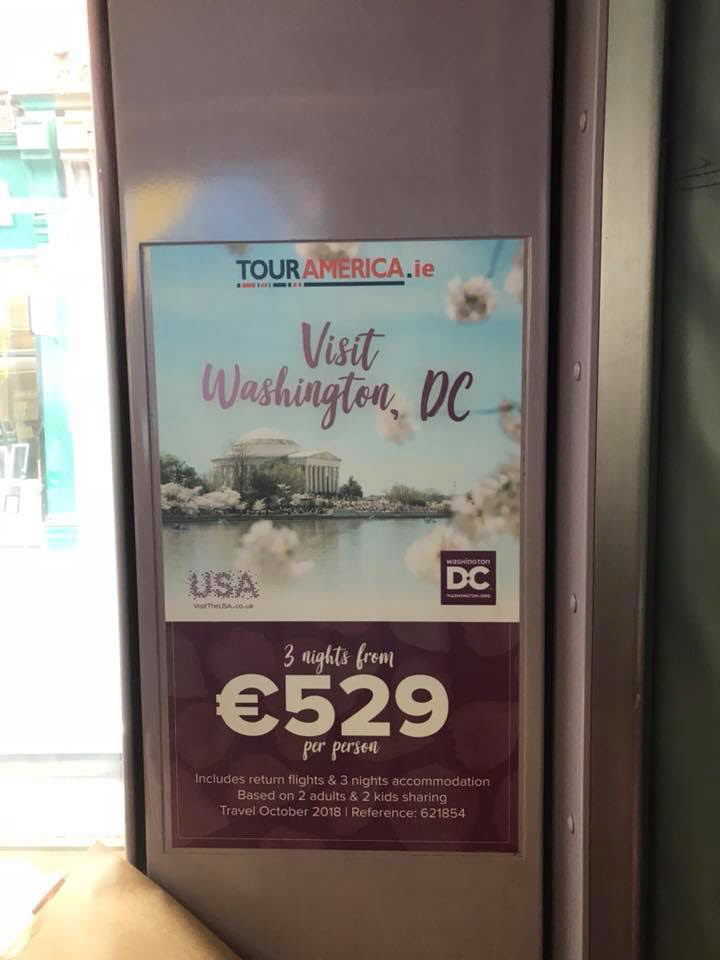 TOURAMERICA.ie
Visit
Washington, DC
USA
VisitTheUSA.co.uk
WASHINGTON
DC
WASHINGTON.ORG
3 nights from
€529
per person
Includes return flights & 3 nights accommodation
Based on 2 adults & 2 kids sharing
Travel October 2018 | Reference: 621854